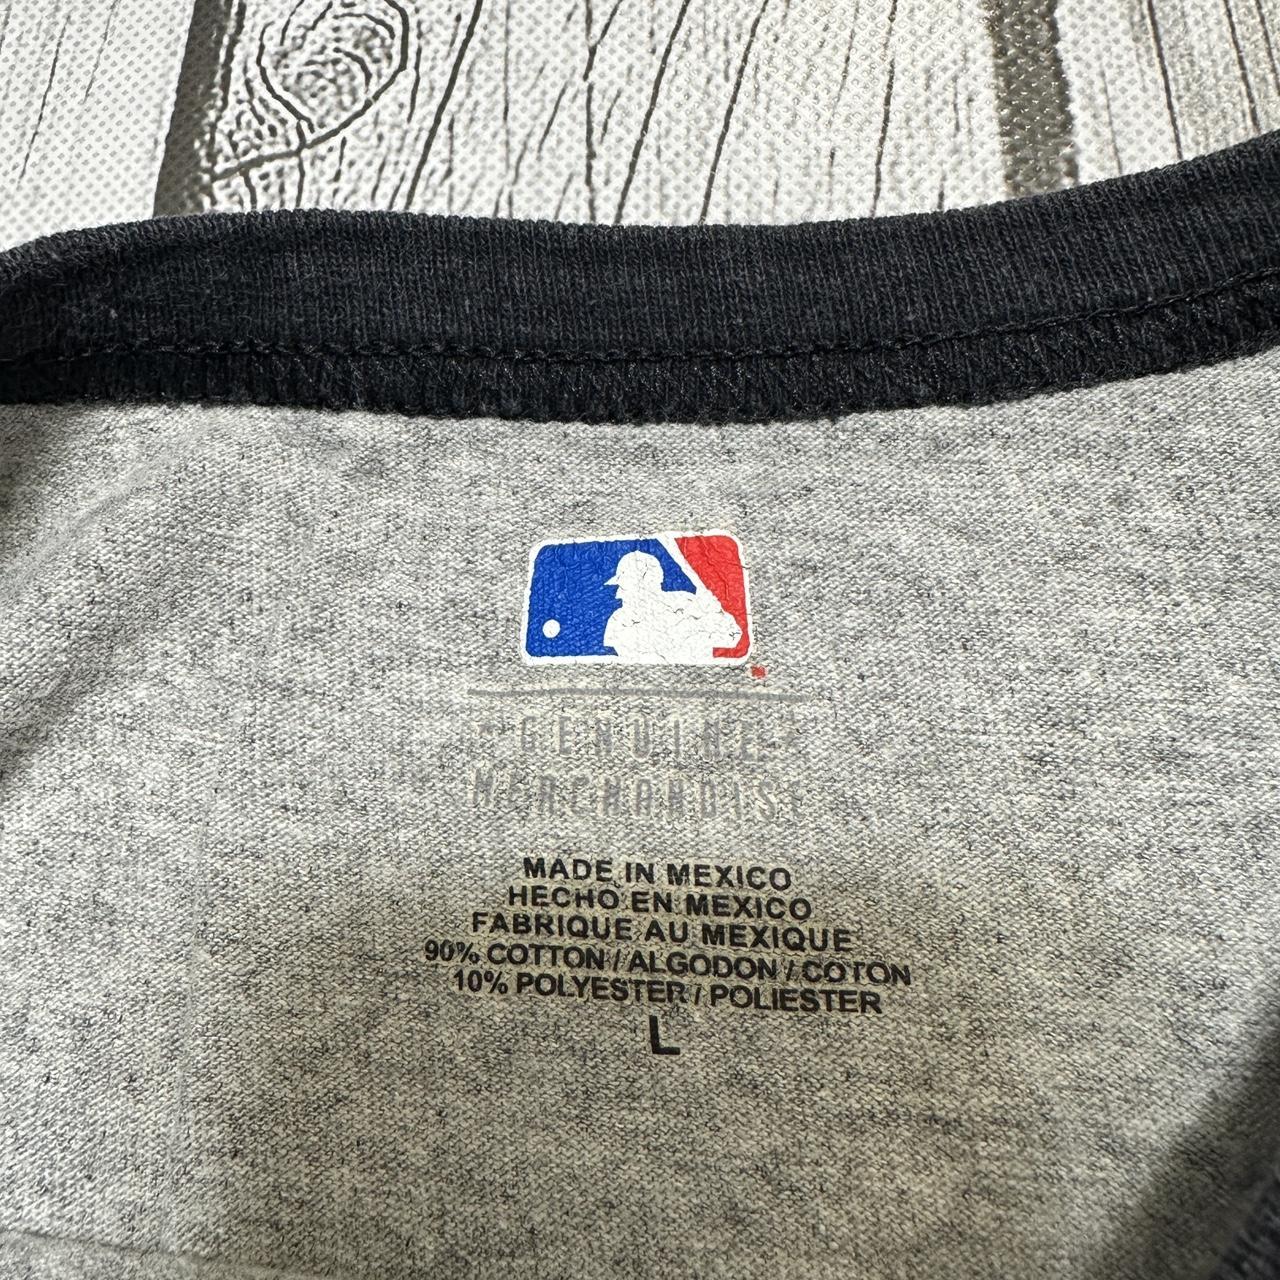 GENUINE
MERCHANDISE
MADE IN MEXICO
HECHO EN MEXICO
FABRIQUE AU MEXIQUE
90% COTTON / ALGODON / COTON
10% POLYESTER / POLIESTER
L